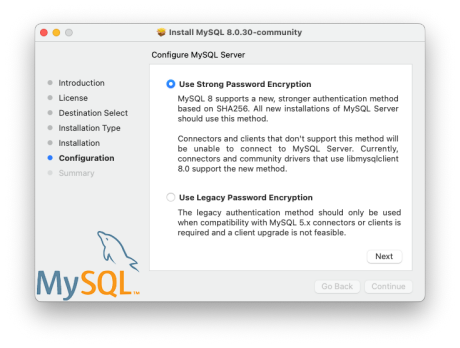 Install MySQL 8.0.30-community
Configure MySQL Server
Introduction
License
Destination Select
Installation Type
Installation
Configuration
Summary
Use Strong Password Encryption
MySQL 8 supports a new, stronger authentication method
based on SHA256. All new installations of MySQL Server
should use this method.
Connectors and clients that don't support this method will
be unable to connect to MySQL Server. Currently,
connectors and community drivers that use libmysqlclient
8.0 support the new method.
Use Legacy Password Encryption
The legacy authentication method should only be used
when compatibility with MySQL 5.x connectors or clients is
required and a client upgrade is not feasible.
Next
MySQL™
Go Back
Continue